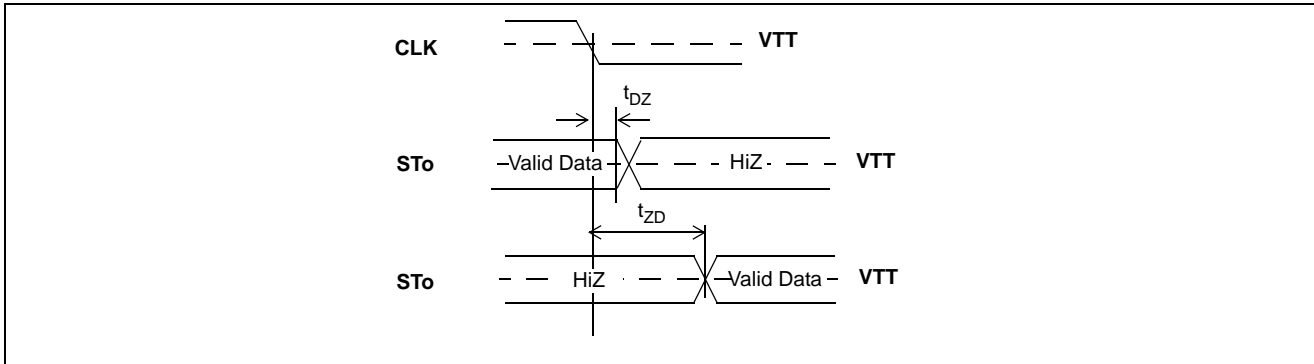 CLK VTT
tDZ
STo Valid Data HiZ VTT
tZD
STo HiZ Valid Data VTT